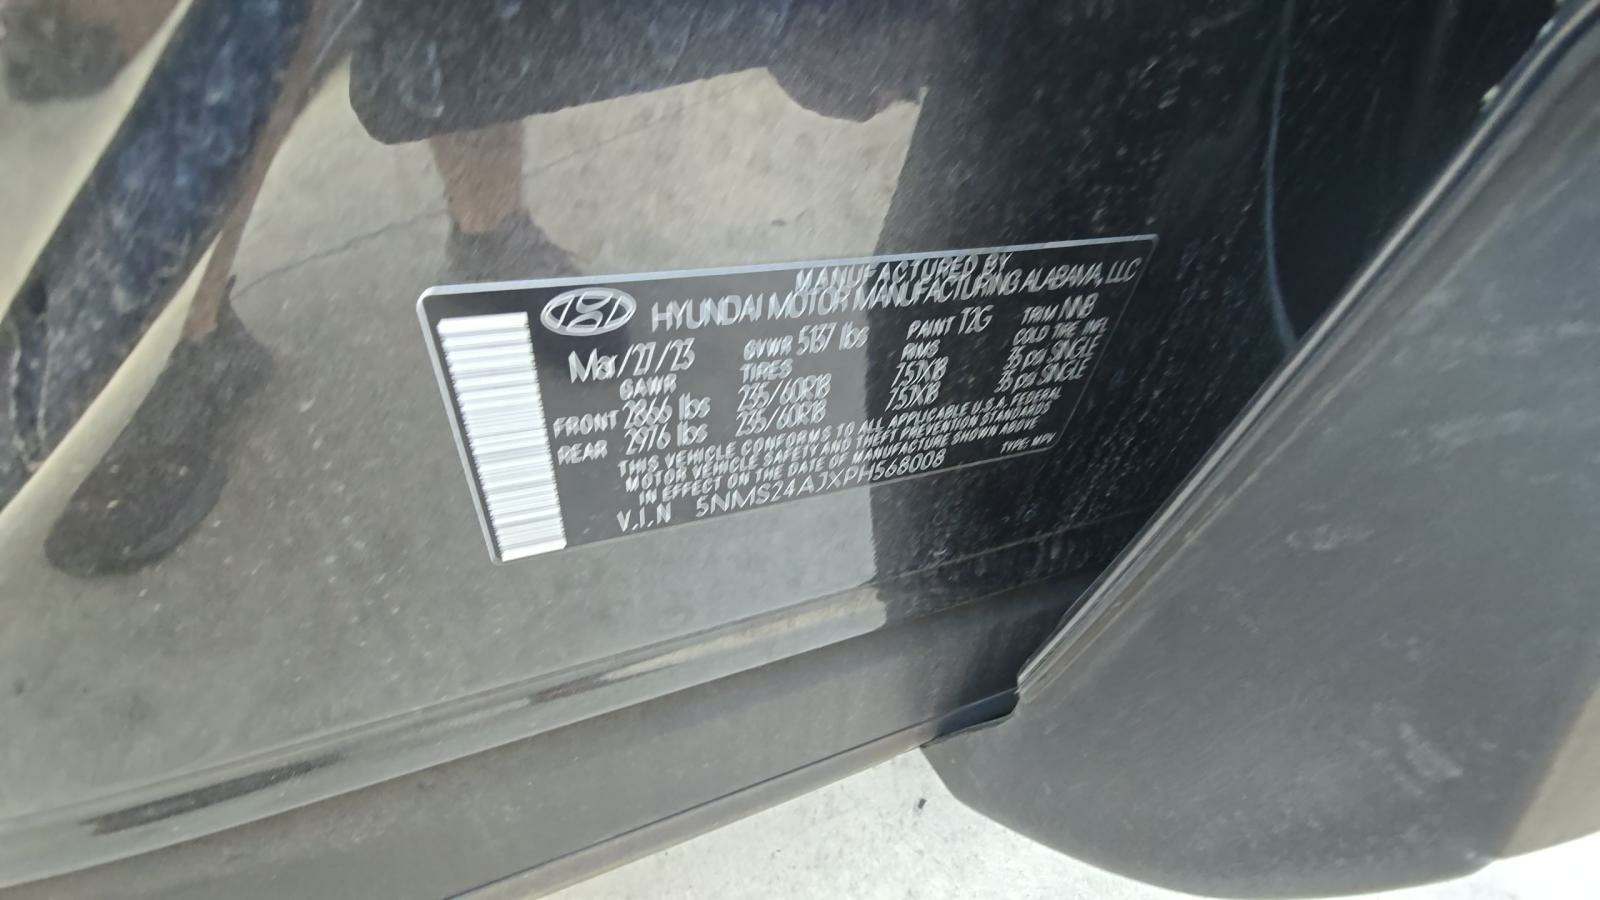 MANUFACTURED BY
HYUNDAI MOTOR MANUFACTURING ALABAMA, LLC
Mar/27/23 GVWR 5137 lbs PAINT T2G TRIM NNB
GAWR TIRES RIMS COLD TIRE INFL
FRONT 2866 lbs 235/60R18 7.5JX18 35 psi SINGLE
REAR 2976 lbs 235/60R18 7.5JX18 35 psi SINGLE
THIS VEHICLE CONFORMS TO ALL APPLICABLE U.S.A. FEDERAL
MOTOR VEHICLE SAFETY AND THEFT PREVENTION STANDARDS
IN EFFECT ON THE DATE OF MANUFACTURE SHOWN ABOVE
V.I.N 5NMS24AJXPH568008 TYPE: MPV